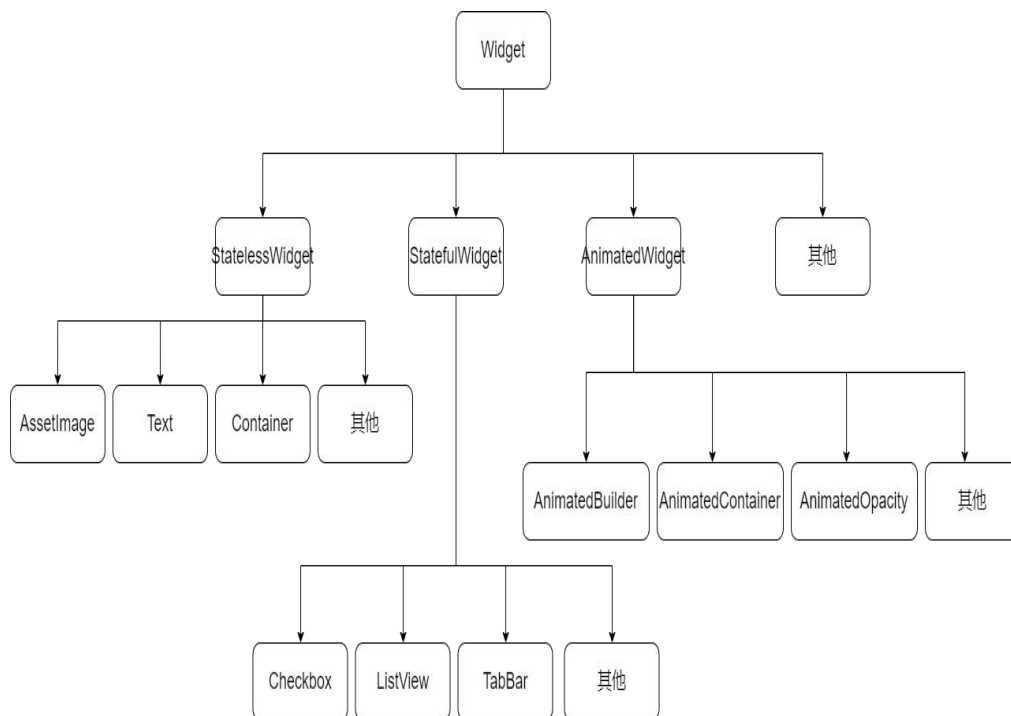 Widget
StatelessWidget
StatefulWidget
AnimatedWidget
其他
AssetImage
Text
Container
其他
AnimatedBuilder
AnimatedContainer
AnimatedOpacity
其他
Checkbox
ListView
TabBar
其他